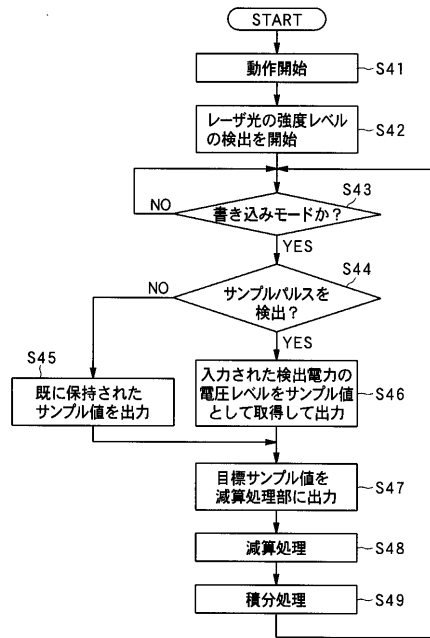 START
動作開始
S41
レーザ光の強度レベル
の検出を開始
S42
S43
NO
書き込みモードか?
YES
S44
NO
サンプルパルスを
検出?
YES
S45
既に保持された
サンプル値を出力
入力された検出電力の
電圧レベルをサンプル値
として取得して出力
S46
目標サンプル値を
減算処理部に出力
S47
減算処理
S48
積分処理
S49